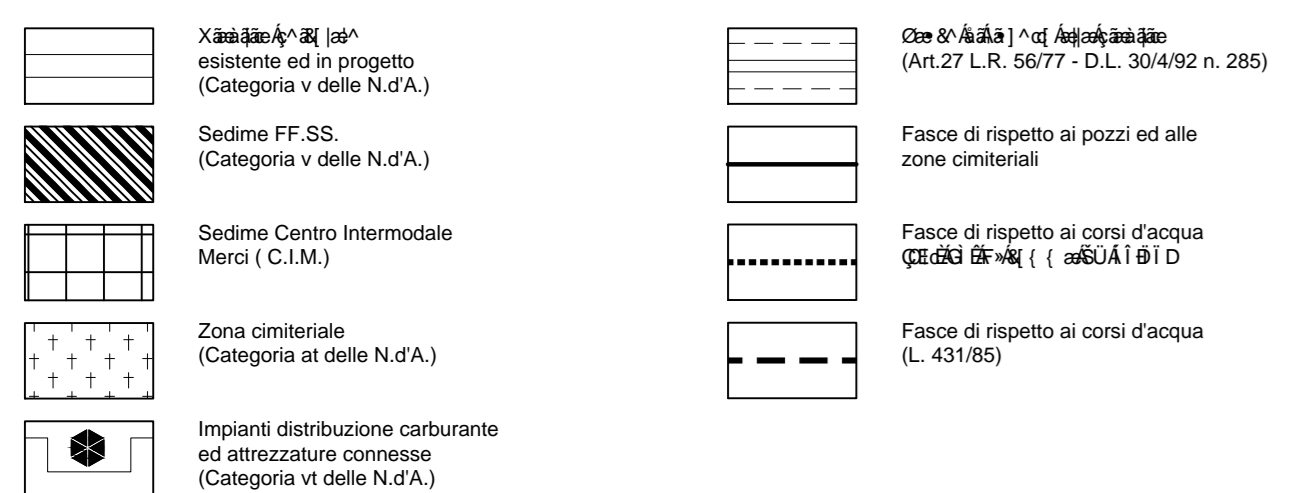 esistente ed in progetto
(Categoria v delle N.d'A.)
Sedime FF.SS.
(Categoria v delle N.d'A.)
Sedime Centro Intermodale
Merci ( C.I.M.)
Zona cimiteriale
(Categoria at delle N.d'A.)
Impianti distribuzione carburante
ed attrezzature connesse
(Categoria vt delle N.d'A.)
(Art.27 L.R. 56/77 - D.L. 30/4/92 n. 285)
Fasce di rispetto ai pozzi ed alle
zone cimiteriali
Fasce di rispetto ai corsi d'acqua
Fasce di rispetto ai corsi d'acqua
(L. 431/85)